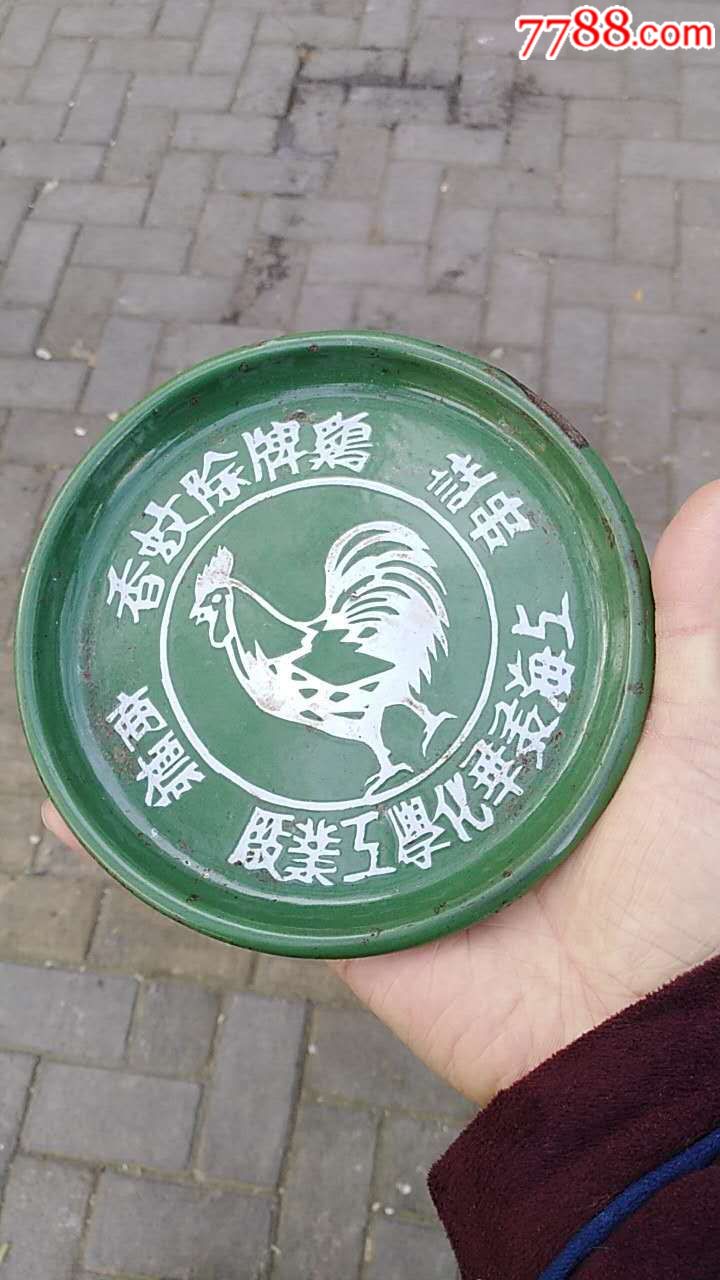 鷄牌除蚊香
註冊
商標
上海美華化學工業
7788.com